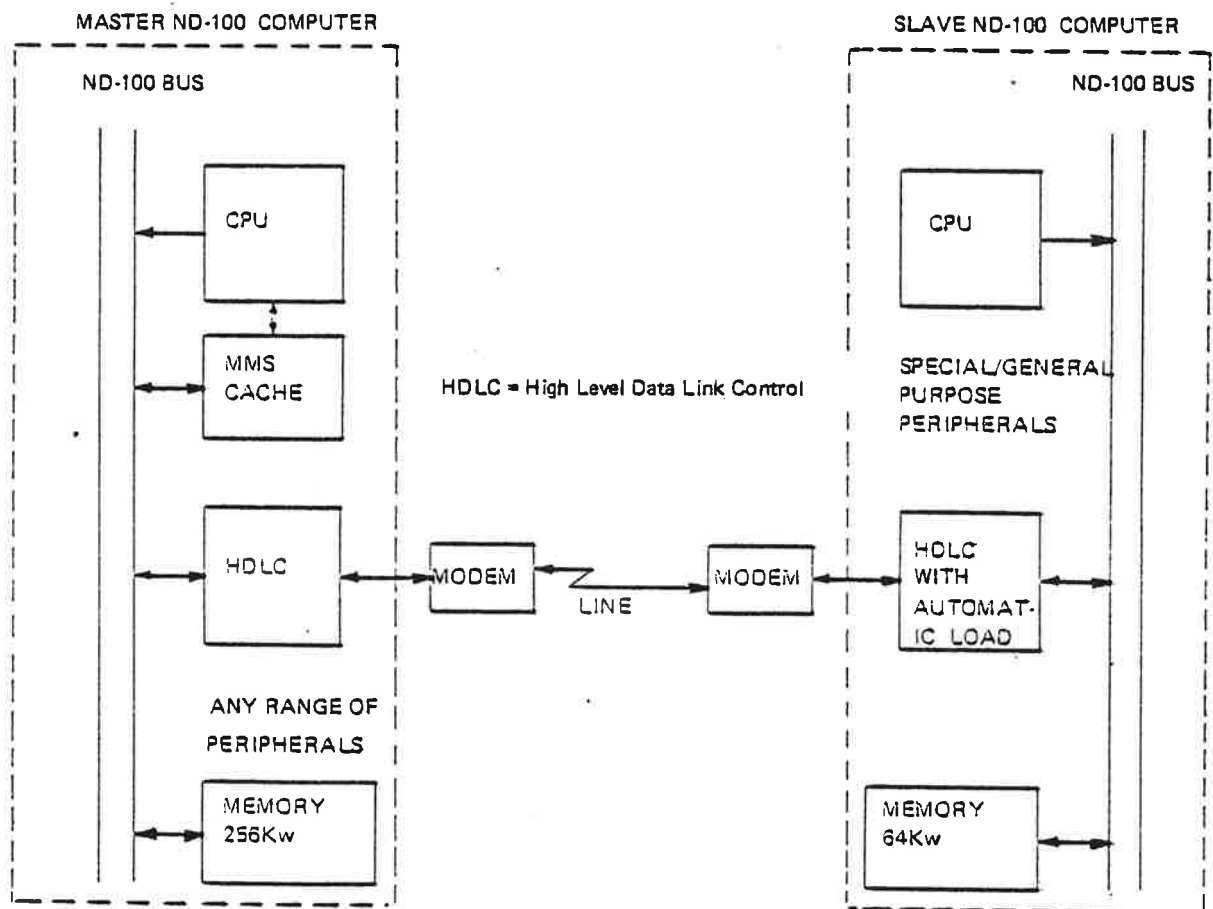 MASTER ND-100 COMPUTER
ND-100 BUS
CPU
MMS
CACHE
HDLC
ANY RANGE OF
PERIPHERALS
MEMORY
256Kw
HDLC = High Level Data Link Control
MODEM
LINE
MODEM
SLAVE ND-100 COMPUTER
ND-100 BUS
CPU
SPECIAL/GENERAL
PURPOSE
PERIPHERALS
HDLC
WITH
AUTOMAT-
IC LOAD
MEMORY
64Kw